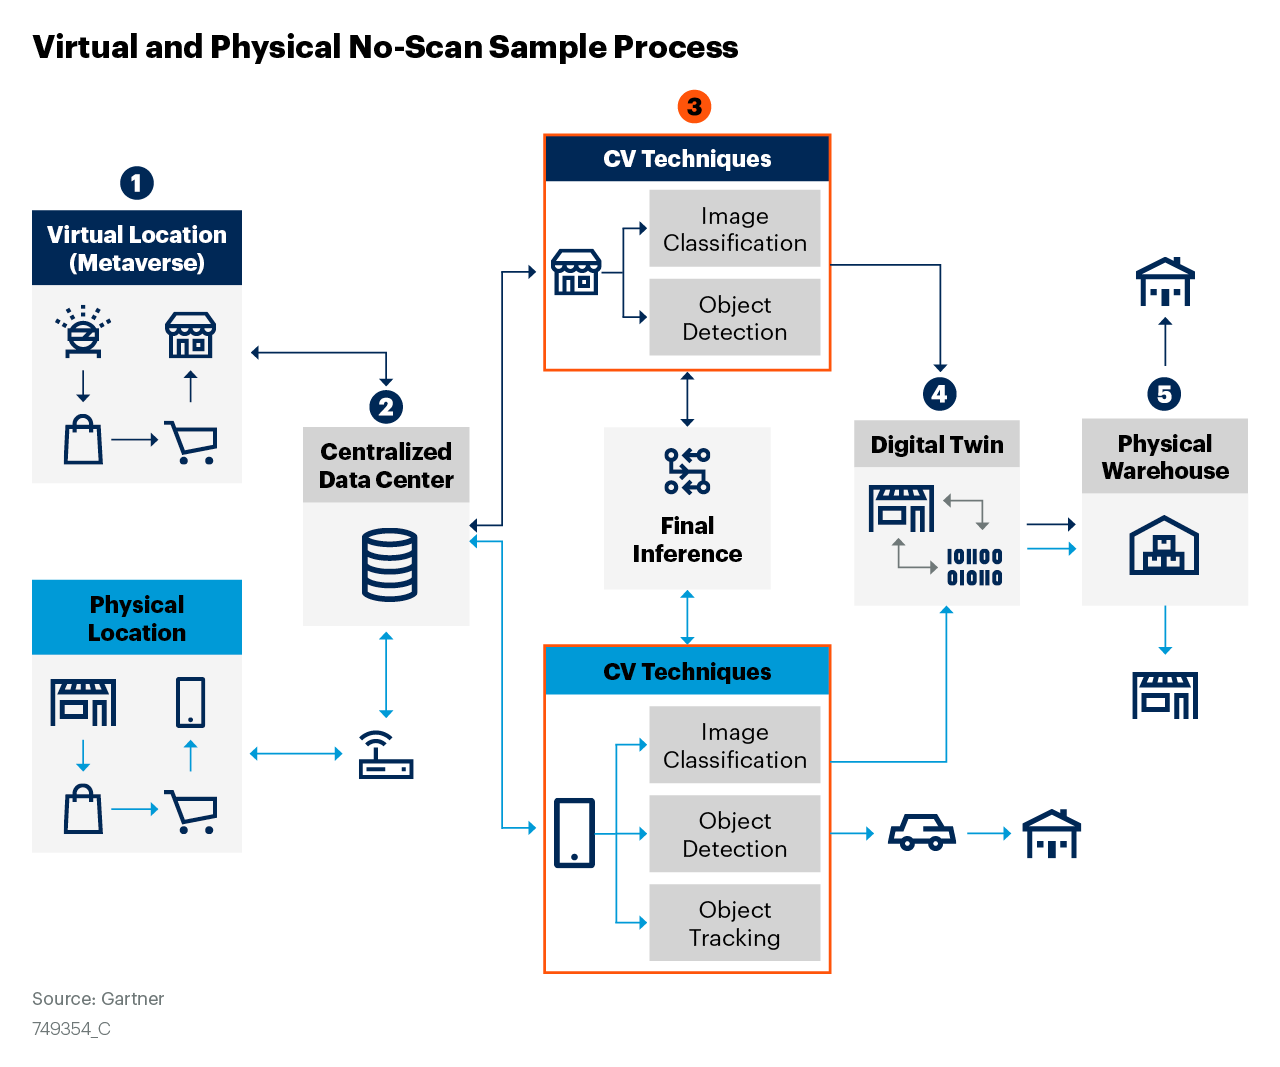 Virtual and Physical No-Scan Sample Process
1
Virtual Location
(Metaverse)
Physical
Location
2
Centralized
Data Center
3
CV Techniques
Image
Classification
Object
Detection
Final
Inference
CV Techniques
Image
Classification
Object
Detection
Object
Tracking
4
Digital Twin
101100
010110
5
Physical
Warehouse
Source: Gartner
749354_C